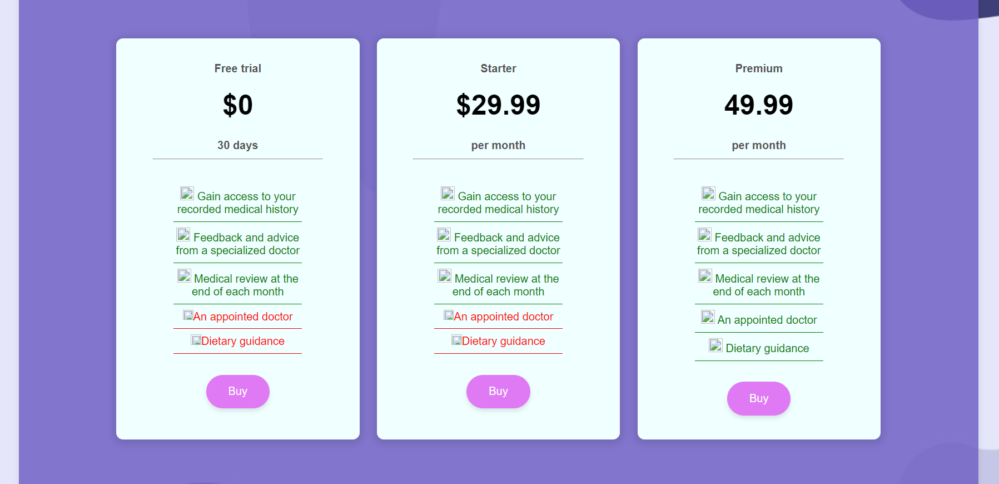 Free trial
$0
30 days
Gain access to your
recorded medical history
Feedback and advice
from a specialized doctor
Medical review at the
end of each month
An appointed doctor
Dietary guidance
Buy
Starter
$29.99
per month
Gain access to your
recorded medical history
Feedback and advice
from a specialized doctor
Medical review at the
end of each month
An appointed doctor
Dietary guidance
Buy
Premium
49.99
per month
Gain access to your
recorded medical history
Feedback and advice
from a specialized doctor
Medical review at the
end of each month
An appointed doctor
Dietary guidance
Buy